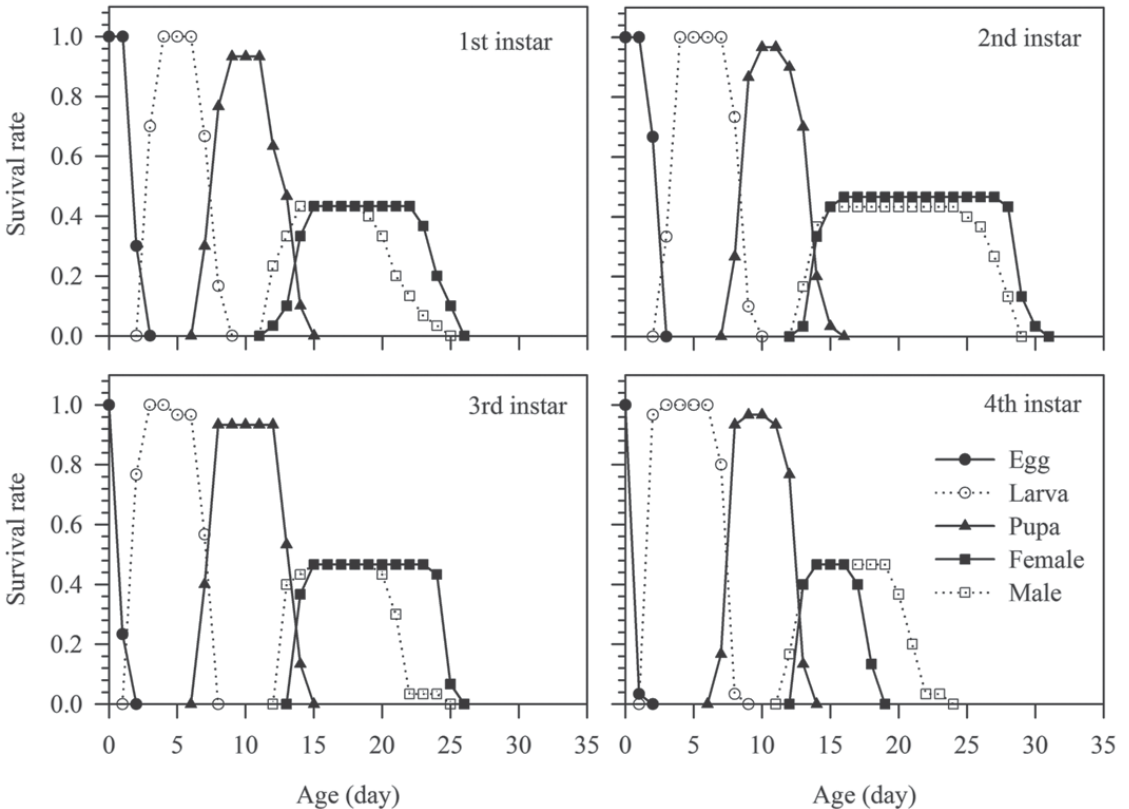 Suvival rate
1.0
0.8
0.6
0.4
0.2
0.0
1st instar
2nd instar
Survival rate
1.0
0.8
0.6
0.4
0.2
0.0
3rd instar
4th instar
Egg
Larva
Pupa
Female
Male
0 5 10 15 20 25 30 35
0 5 10 15 20 25 30 35
Age (day)
Age (day)